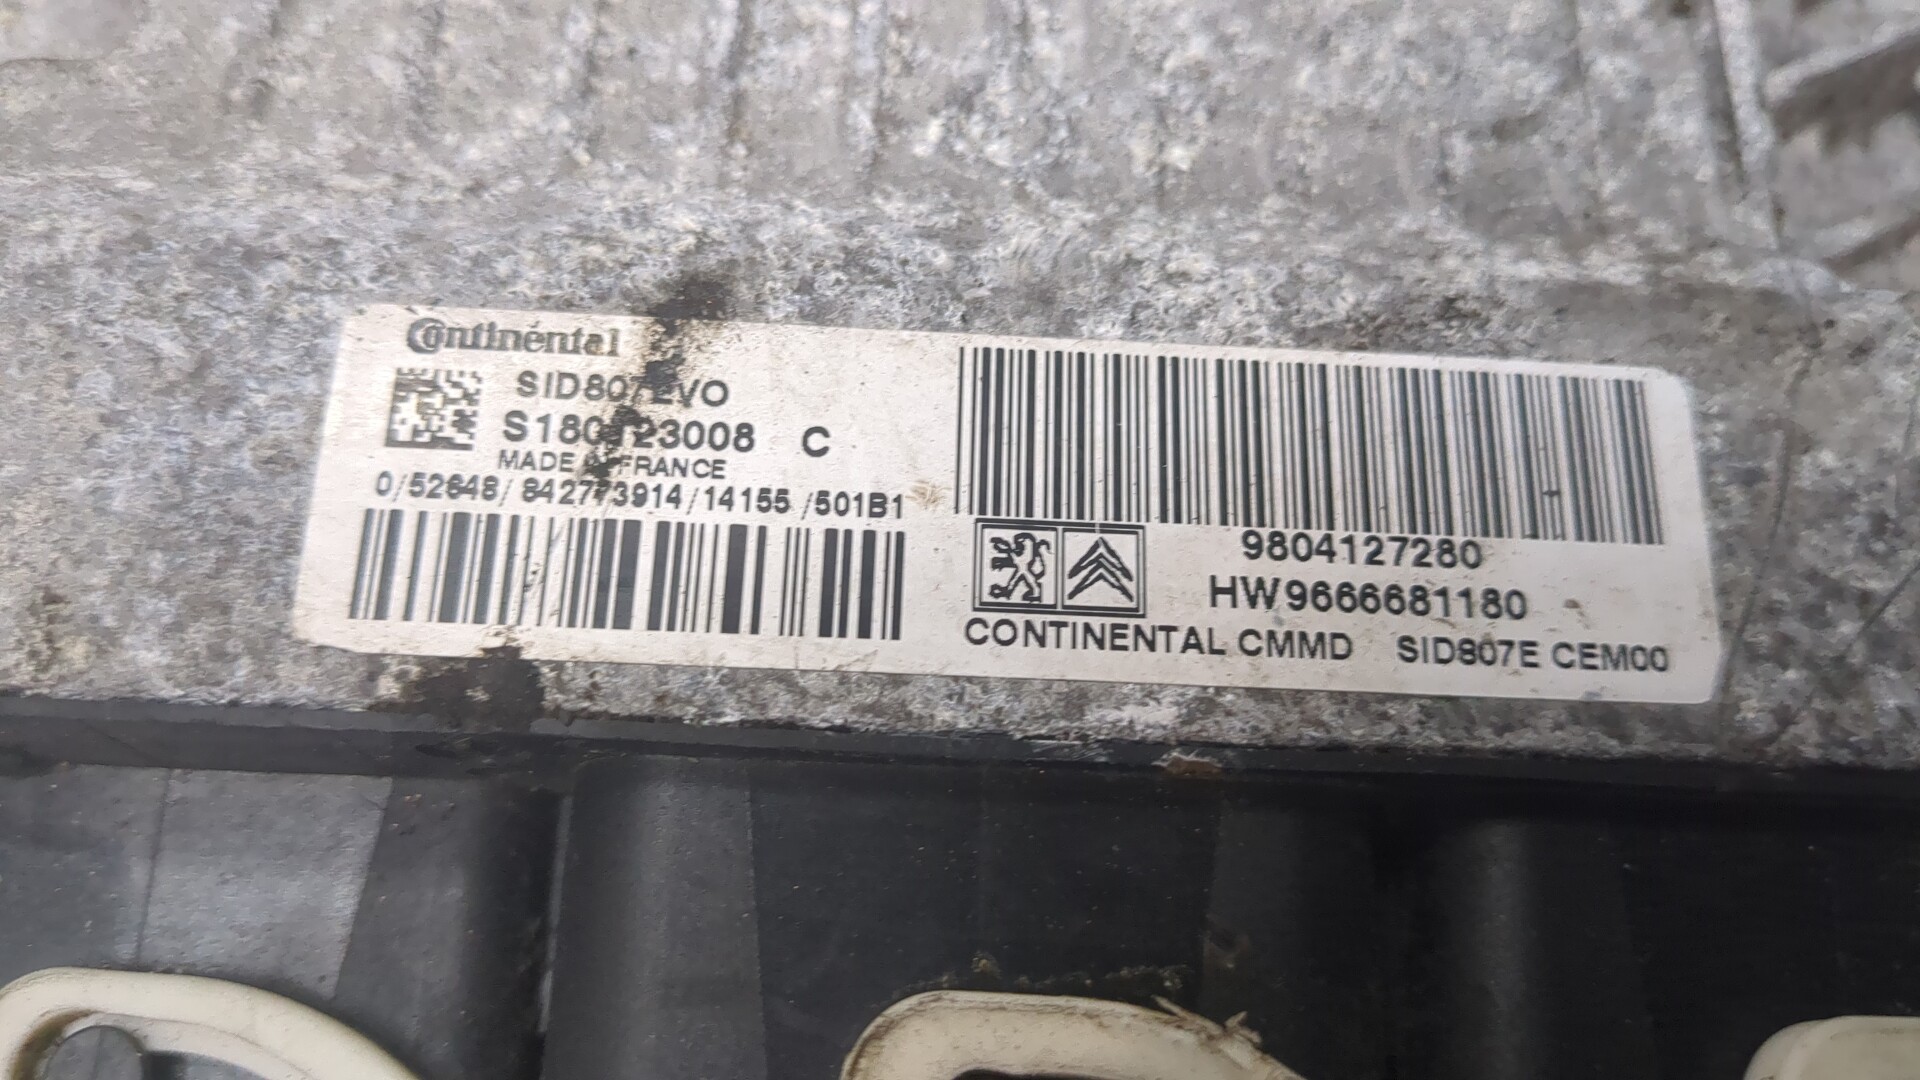 Continental
SID807EVO
S180123008 C
MADE IN FRANCE
0/52648/842773914/14155/501B1
9804127280
HW9666681180
CONTINENTAL CMMD SID807E CEM00